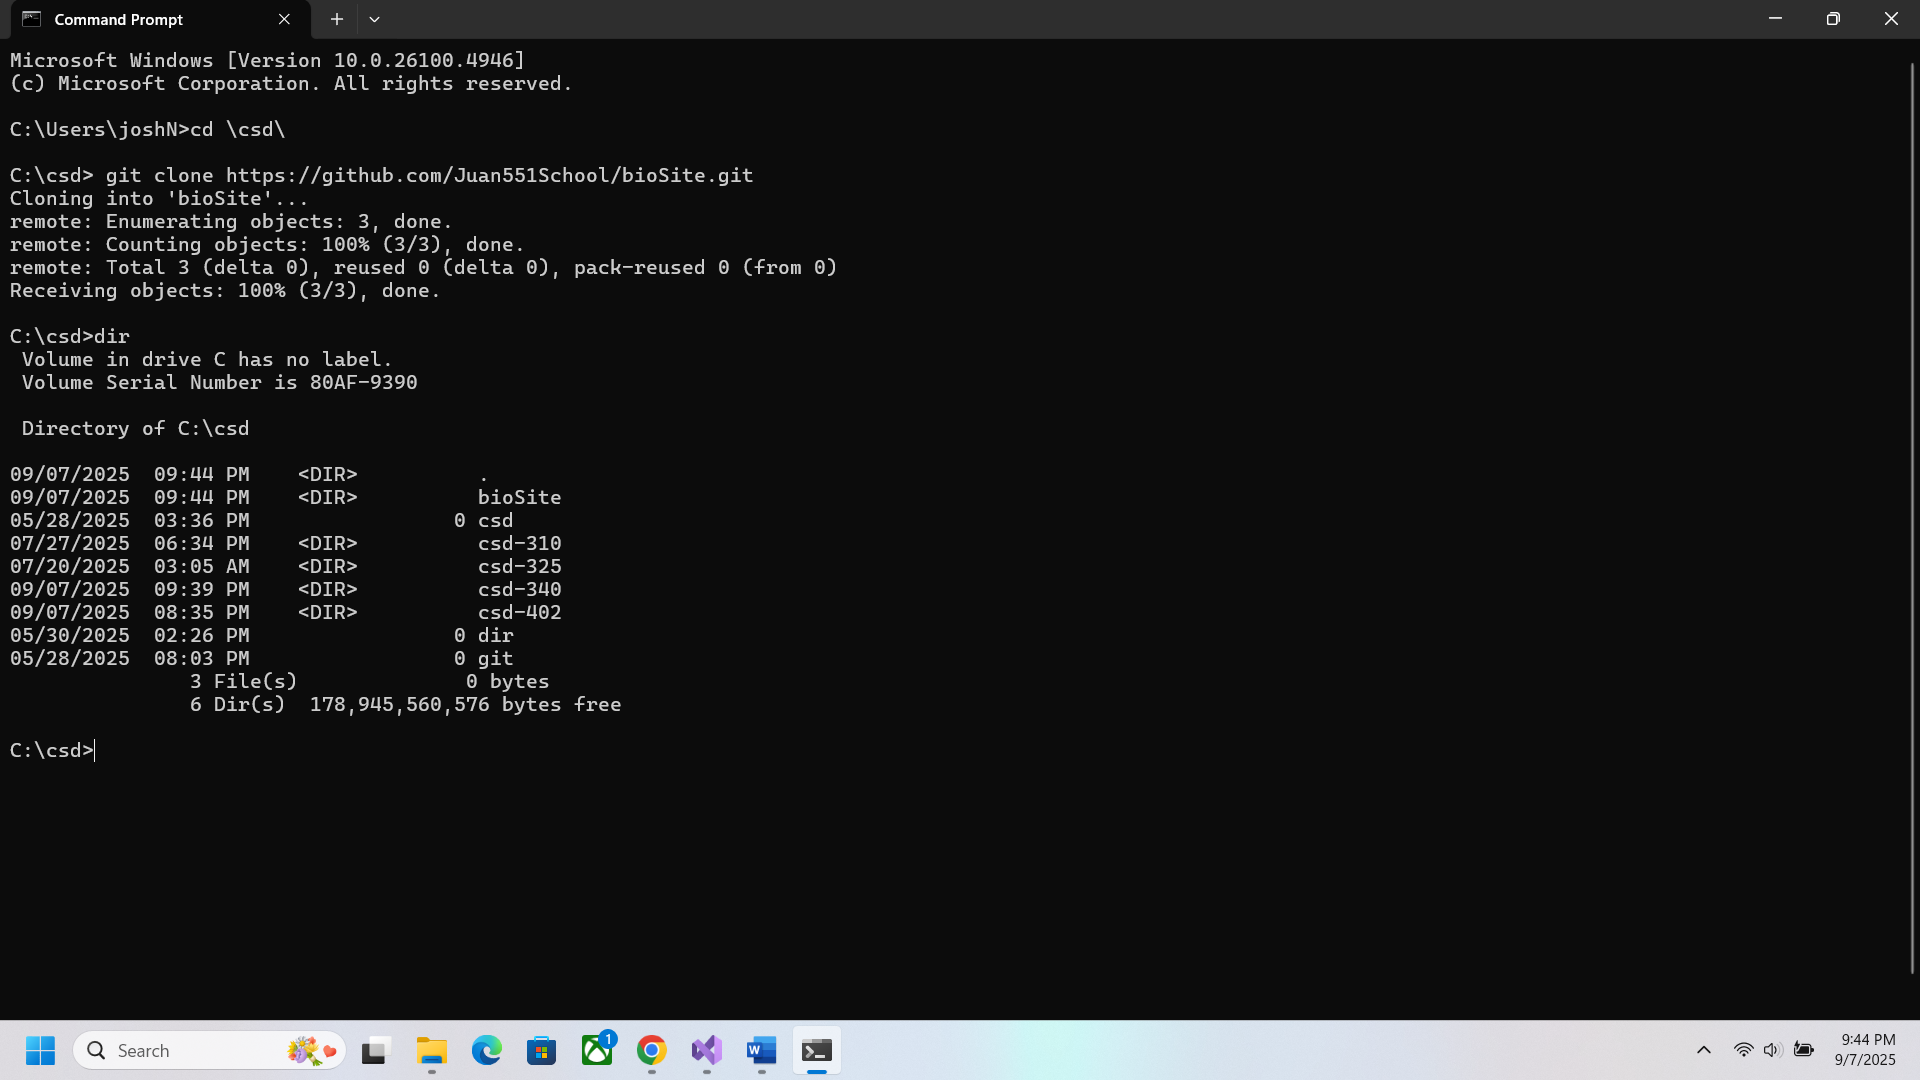 Command Prompt
Microsoft Windows [Version 10.0.26100.4946]
(c) Microsoft Corporation. All rights reserved.
C:\Users\joshN>cd \csd\
C:\csd> git clone https://github.com/Juan551School/bioSite.git
Cloning into 'bioSite'...
remote: Enumerating objects: 3, done.
remote: Counting objects: 100% (3/3), done.
remote: Total 3 (delta 0), reused 0 (delta 0), pack-reused 0 (from 0)
Receiving objects: 100% (3/3), done.
C:\csd>dir
 Volume in drive C has no label.
 Volume Serial Number is 80AF-9390
 Directory of C:\csd
09/07/2025  09:44 PM    <DIR>          .
09/07/2025  09:44 PM    <DIR>          bioSite
05/28/2025  03:36 PM                 0 csd
07/27/2025  06:34 PM    <DIR>          csd-310
07/20/2025  03:05 AM    <DIR>          csd-325
09/07/2025  09:39 PM    <DIR>          csd-340
09/07/2025  08:35 PM    <DIR>          csd-402
05/30/2025  02:26 PM                 0 dir
05/28/2025  08:03 PM                 0 git
               3 File(s)              0 bytes
               6 Dir(s)  178,945,560,576 bytes free
C:\csd>
Search
1
W
9:44 PM
9/7/2025